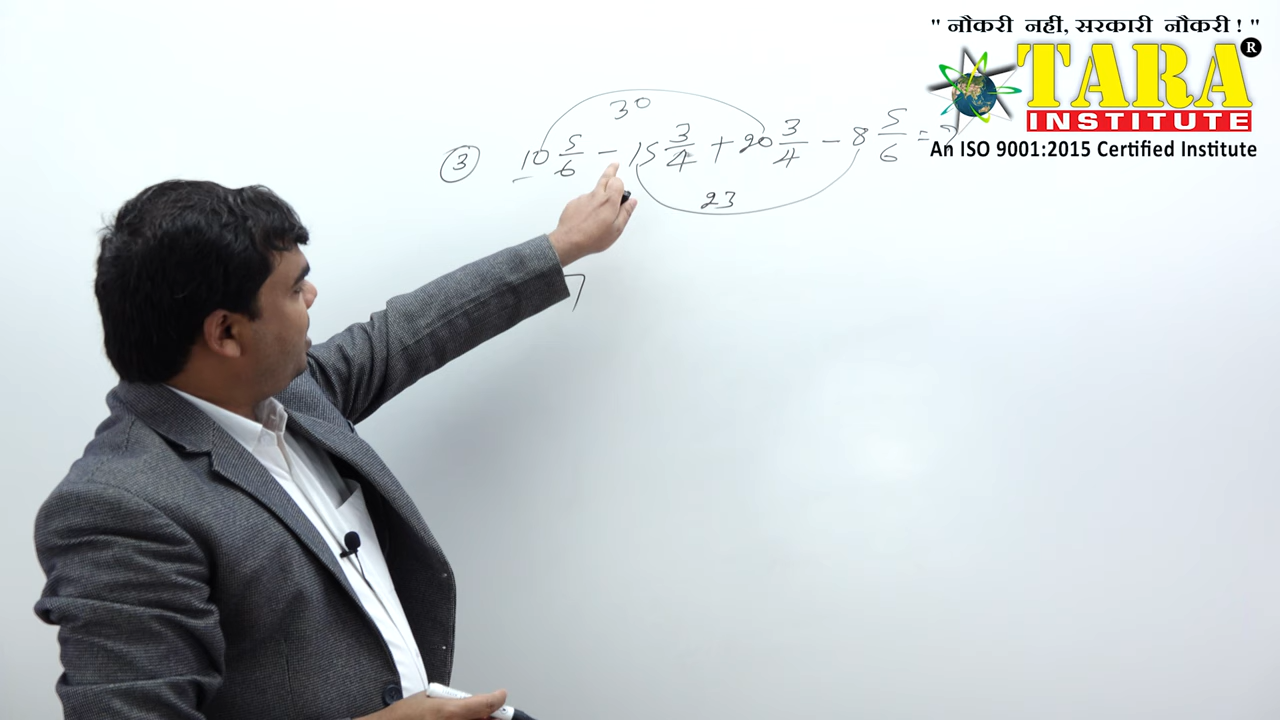 " नौकरी नहीं, सरकारी नौकरी ! "
TARA ®
INSTITUTE
An ISO 9001:2015 Certified Institute
30
③ 10 5/6 - 15 3/4 + 20 3/4 - 8 5/6 = ?
23
7